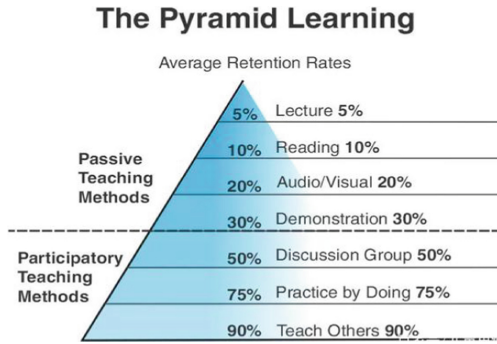 The Pyramid Learning
Average Retention Rates
5% Lecture 5%
10% Reading 10%
Passive
Teaching
Methods
20% Audio/Visual 20%
30% Demonstration 30%
Participatory
Teaching
Methods
50% Discussion Group 50%
75% Practice by Doing 75%
90% Teach Others 90%